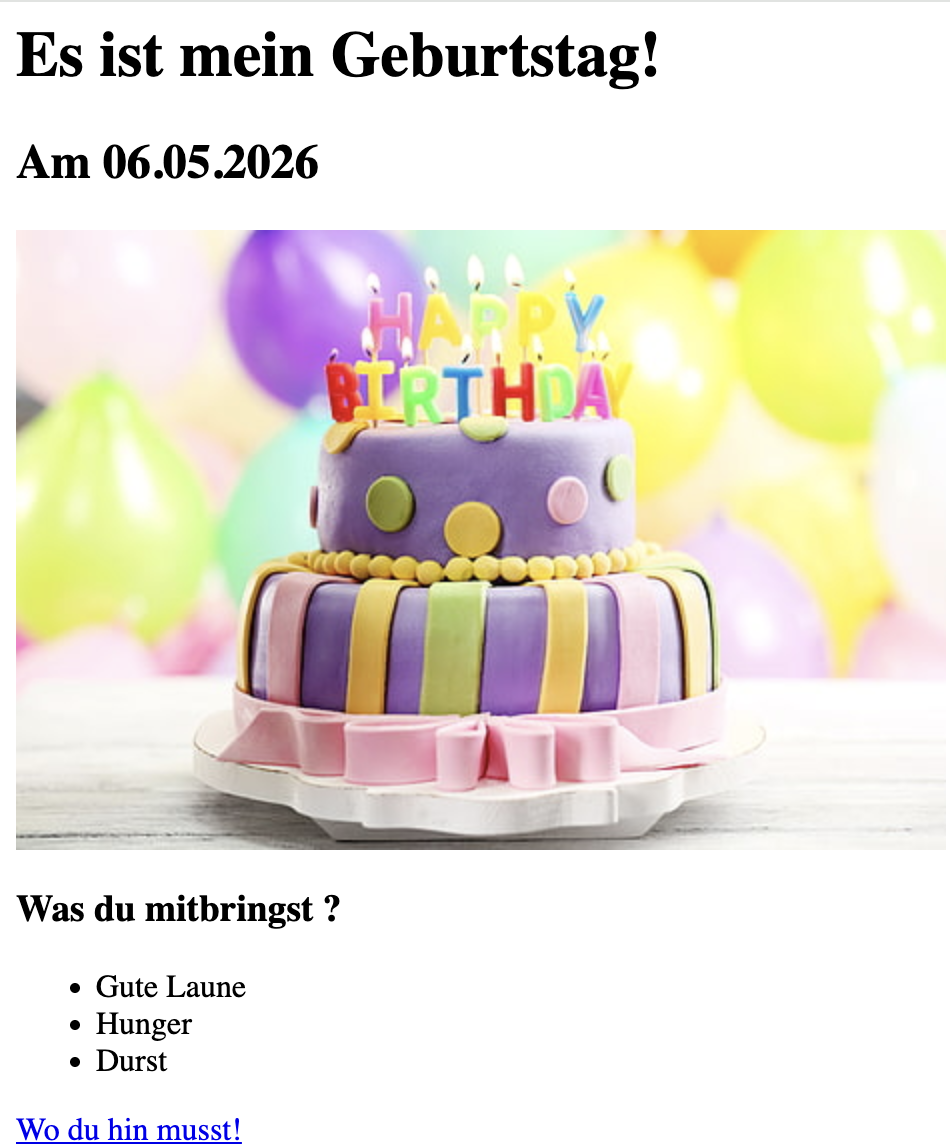 Es ist mein Geburtstag!
Am 06.05.2026
HAPPY
BIRTHDAY
Was du mitbringst ?
Gute Laune
Hunger
Durst
Wo du hin musst!